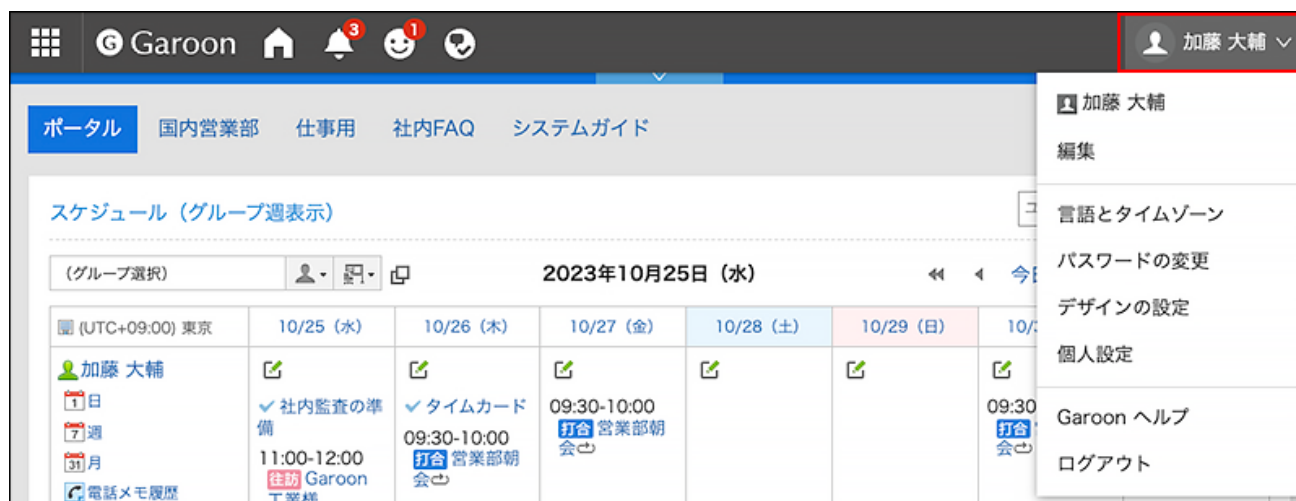 Garoon 3 1 加藤 大輔
加藤 大輔
編集
言語とタイムゾーン
パスワードの変更
デザインの設定
個人設定
Garoon ヘルプ
ログアウト
ポータル 国内営業部 仕事用 社内FAQ システムガイド
スケジュール（グループ週表示）
(グループ選択) 2023年10月25日（水）
(UTC+09:00) 東京 10/25（水） 10/26（木） 10/27（金） 10/28（土） 10/29（日）
加藤 大輔
1 日
7 週
31 月
電話メモ履歴
社内監査の準
備
11:00-12:00
往訪 Garoon
工業様
タイムカード
09:30-10:00
打合 営業部朝
会
09:30-10:00
打合 営業部朝
会
09:30
打合
会